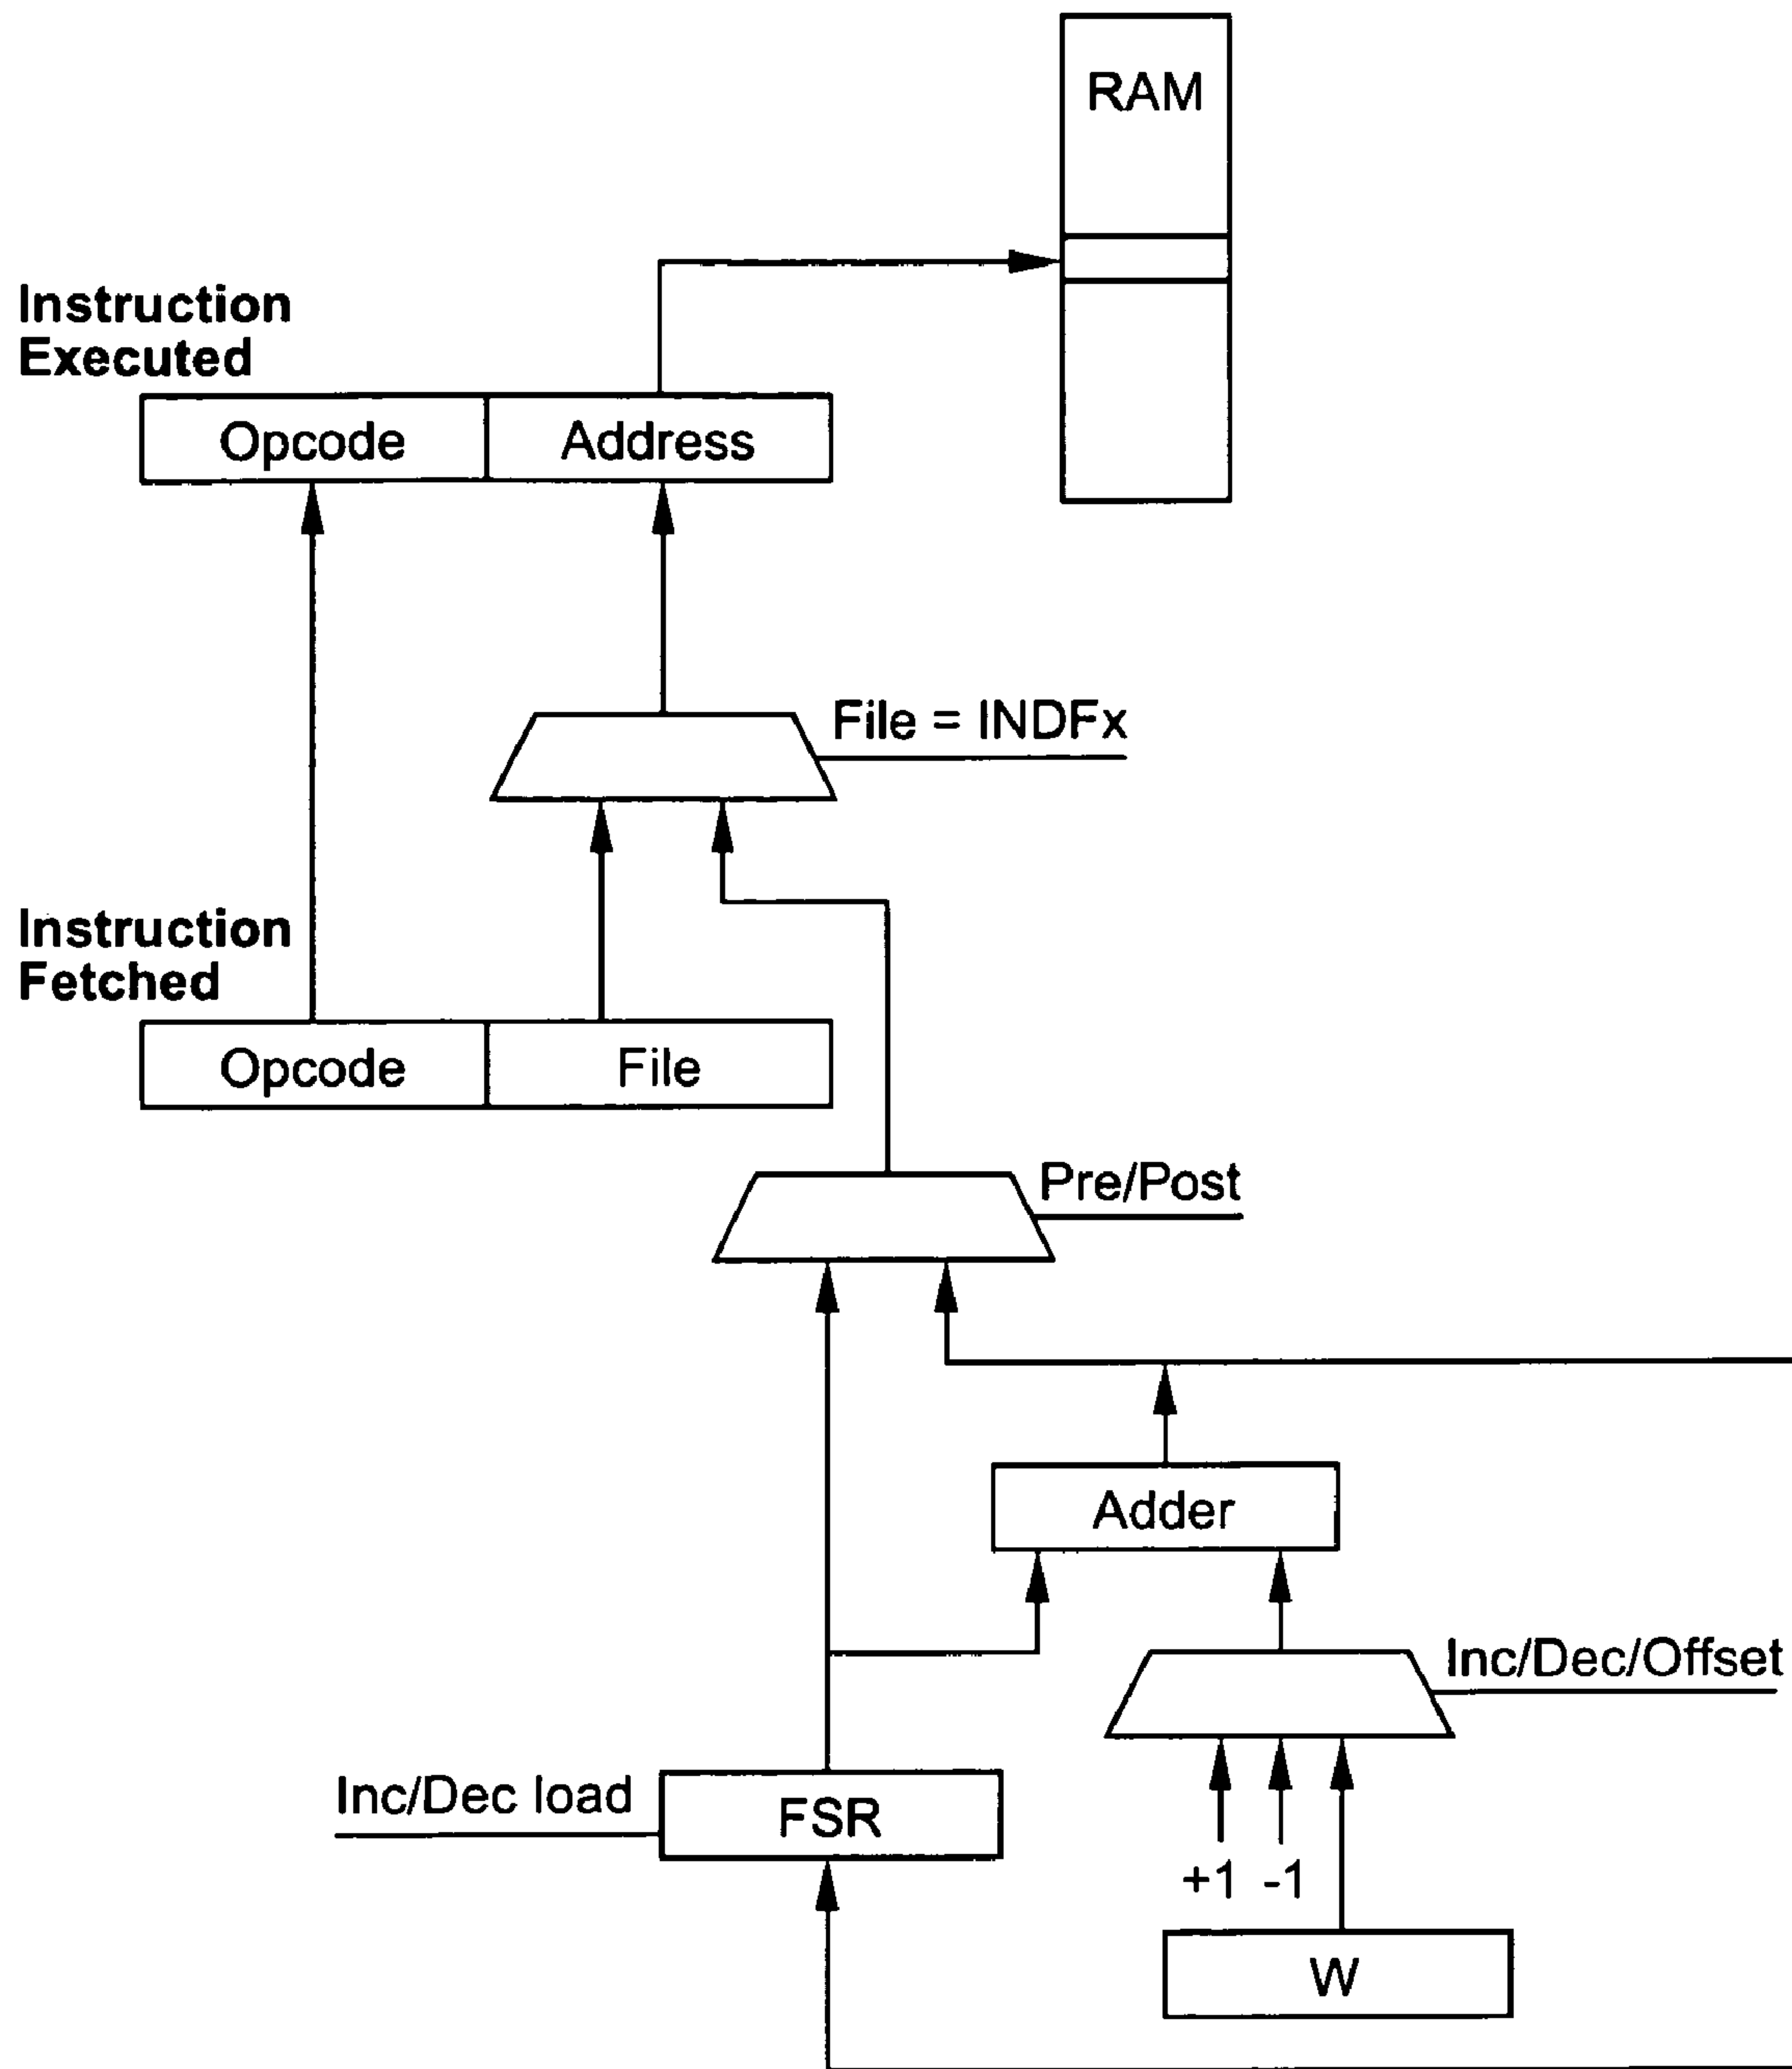 RAM
Instruction
Executed
Opcode
Address
File = INDFx
Instruction
Fetched
Opcode
File
Pre/Post
Adder
Inc/Dec/Offset
Inc/Dec load
FSR
+1
-1
W